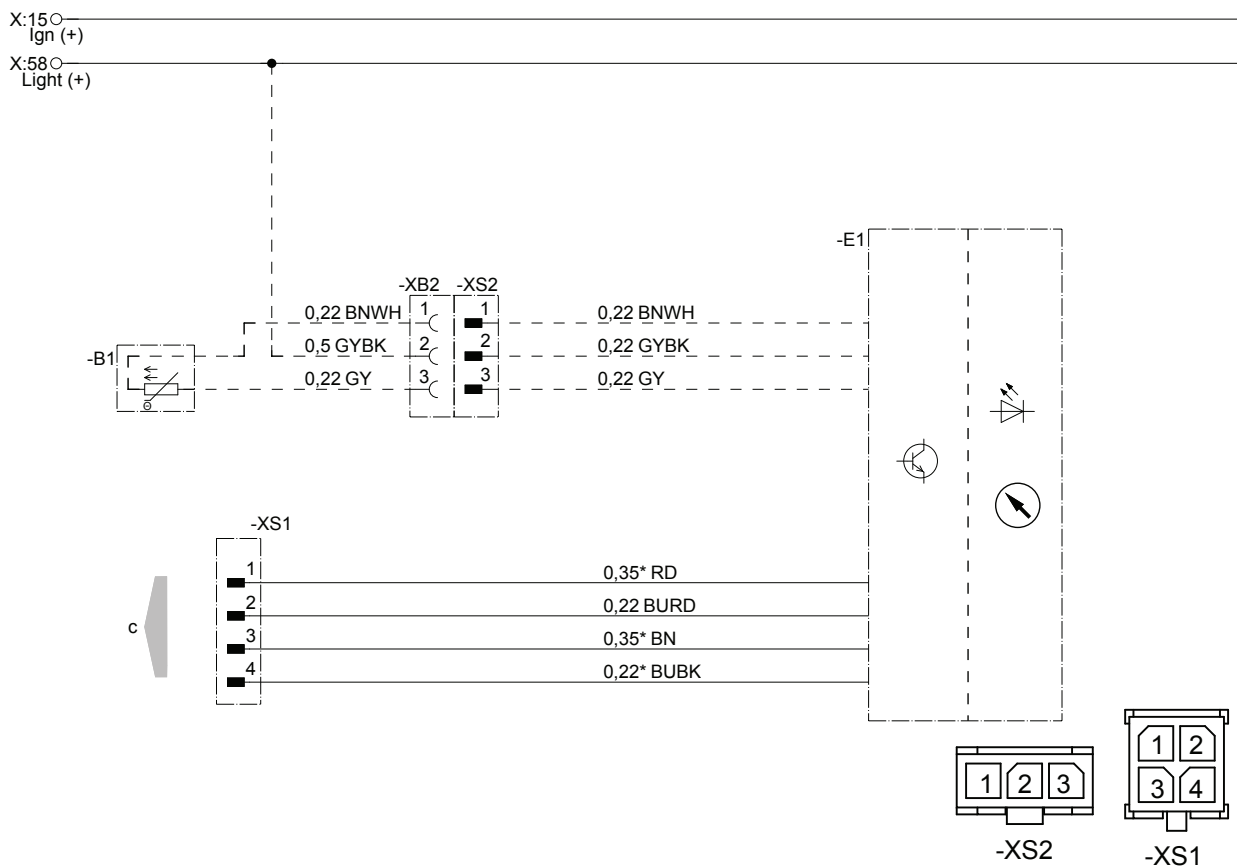 X:15
Ign (+)
X:58
Light (+)
-E1
-XB2 -XS2
0,22 BNWH 1 1 0,22 BNWH
-B1 0,5 GYBK 2 2 0,22 GYBK
0,22 GY 3 3 0,22 GY
Θ
-XS1
1 0,35* RD
2 0,22 BURD
c 3 0,35* BN
4 0,22* BUBK
1 2
1 2 3
3 4
-XS2
-XS1